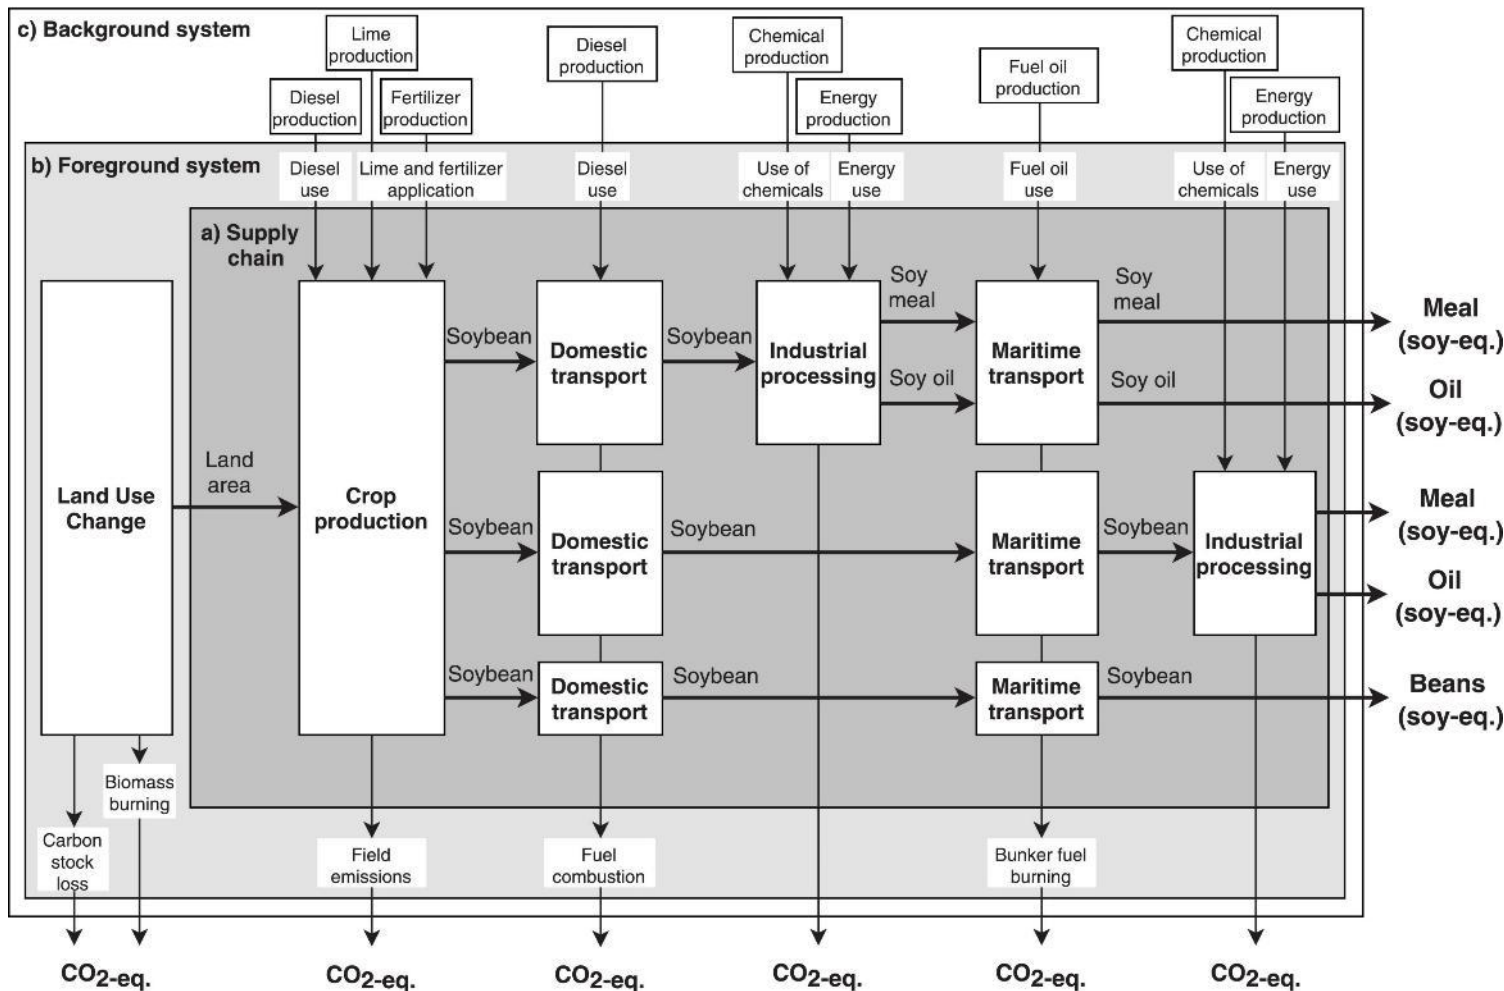 c) Background system
Lime
production
Diesel
production
Fertilizer
production
Diesel
production
Chemical
production
Energy
production
Fuel oil
production
Chemical
production
Energy
production
b) Foreground system
Diesel
use
Lime and fertilizer
application
Diesel
use
Use of
chemicals
Energy
use
Fuel oil
use
Use of
chemicals
Energy
use
a) Supply
chain
Land Use
Change
Land
area
Crop
production
Soybean
Domestic
transport
Soybean
Industrial
processing
Soy
meal
Soy oil
Maritime
transport
Soy
meal
Soy oil
Meal
(soy-eq.)
Oil
(soy-eq.)
Soybean
Domestic
transport
Soybean
Maritime
transport
Soybean
Industrial
processing
Meal
(soy-eq.)
Oil
(soy-eq.)
Soybean
Domestic
transport
Soybean
Maritime
transport
Soybean
Beans
(soy-eq.)
Biomass
burning
Carbon
stock
loss
Field
emissions
Fuel
combustion
Bunker fuel
burning
CO2-eq.
CO2-eq.
CO2-eq.
CO2-eq.
CO2-eq.
CO2-eq.